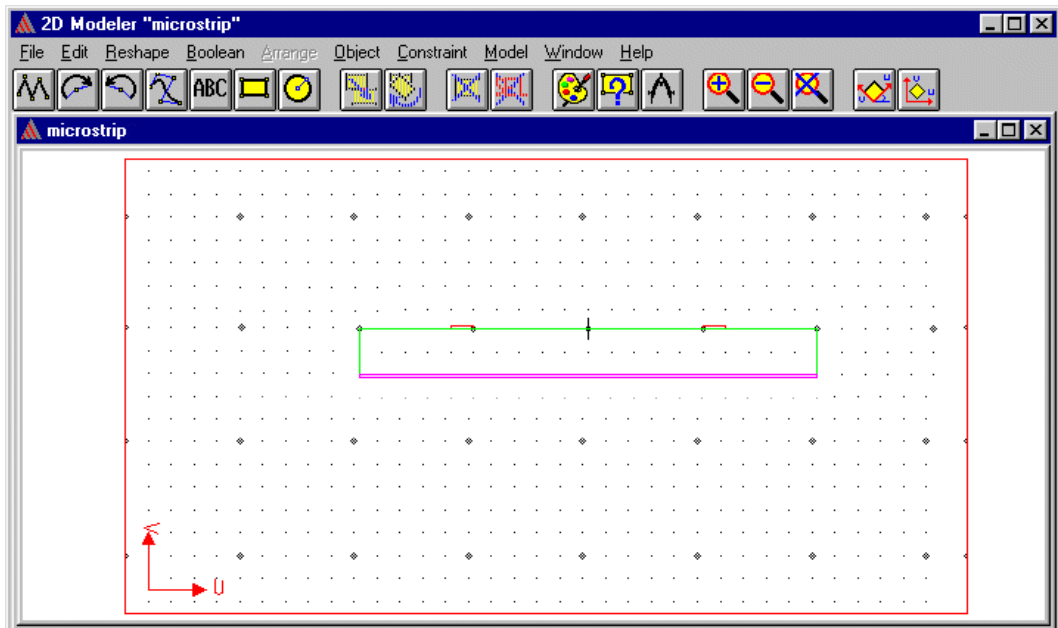 2D Modeler "microstrip"
File Edit Reshape Boolean Arrange Object Constraint Model Window Help
ABC
microstrip
V
U